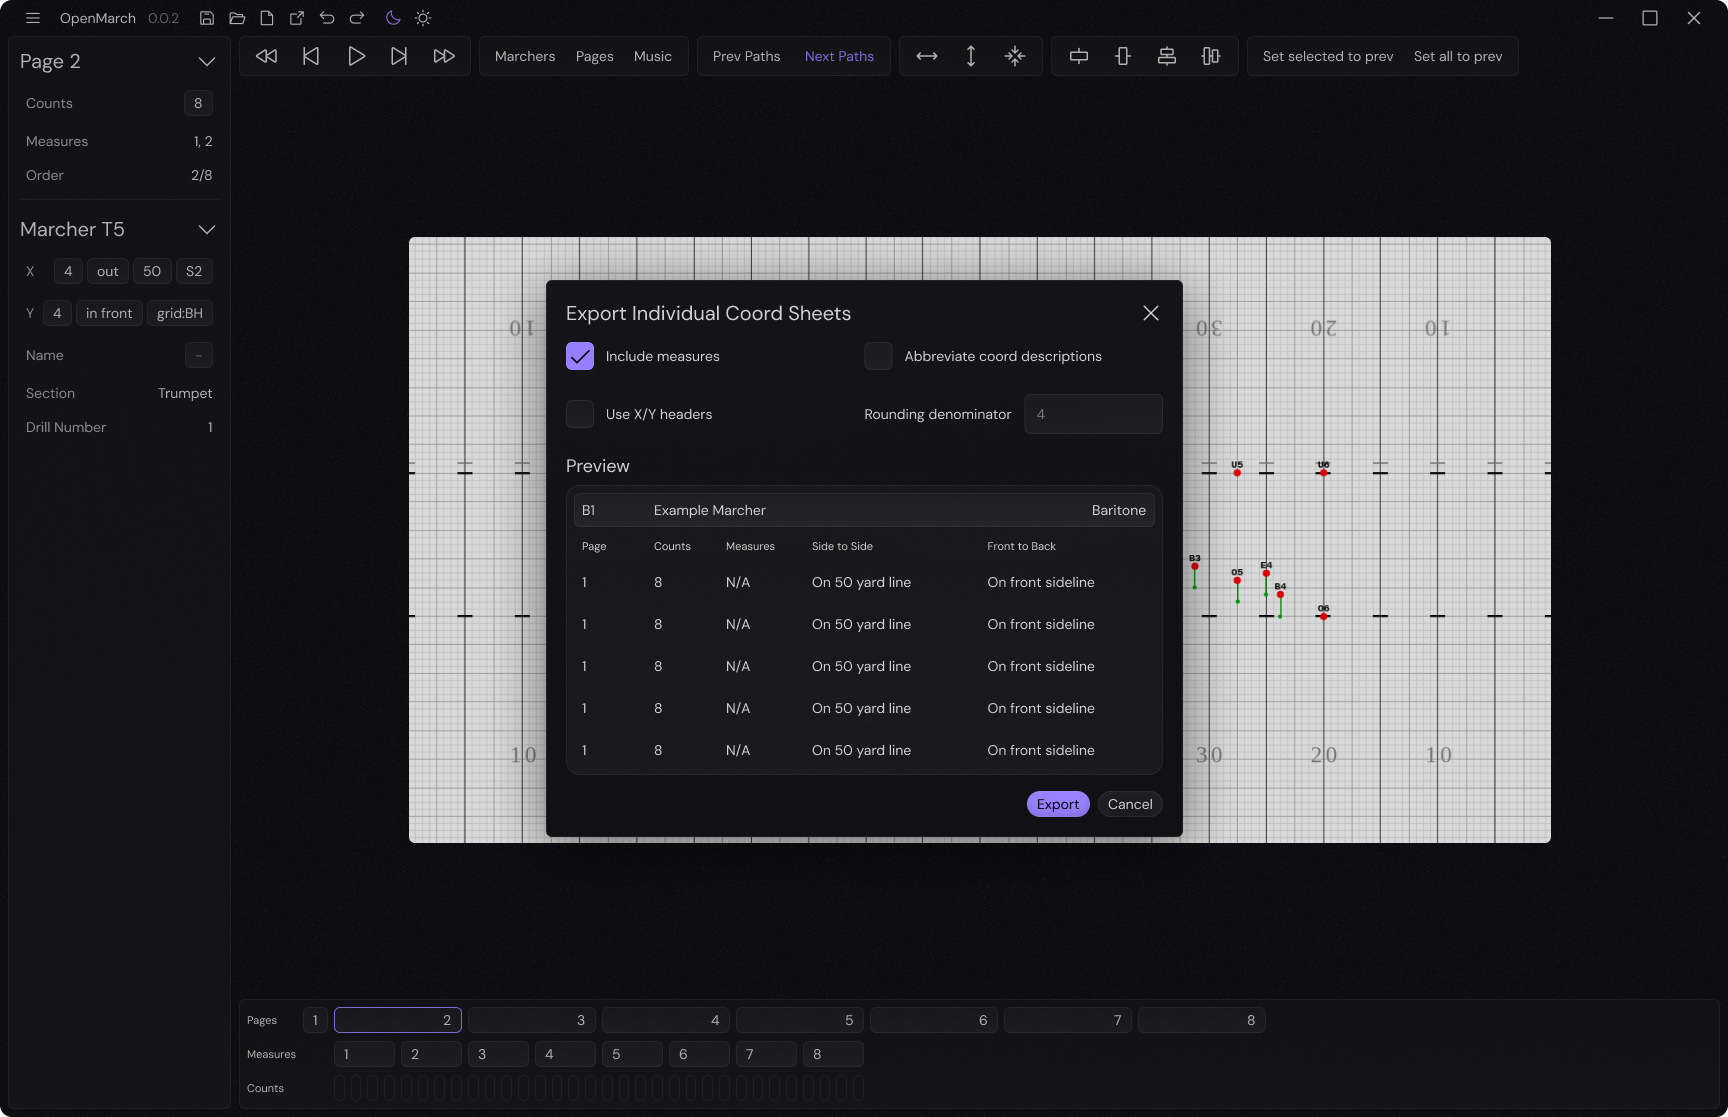 OpenMarch 0.0.2
Page 2
Counts 8
Measures 1, 2
Order 2/8
Marcher T5
X 4 out 50 S2
Y 4 in front grid:BH
Name -
Section Trumpet
Drill Number 1
Marchers Pages Music
Prev Paths Next Paths
Set selected to prev Set all to prev
10 30 20 10
Export Individual Coord Sheets
Include measures Abbreviate coord descriptions
Use X/Y headers Rounding denominator 4
Preview
B1 Example Marcher Baritone
Page Counts Measures Side to Side Front to Back
1 8 N/A On 50 yard line On front sideline
1 8 N/A On 50 yard line On front sideline
1 8 N/A On 50 yard line On front sideline
1 8 N/A On 50 yard line On front sideline
1 8 N/A On 50 yard line On front sideline
Export Cancel
U5 U6
B3 O5 E4 B4 O6
10 30 20 10
Pages 1 2 3 4 5 6 7 8
Measures 1 2 3 4 5 6 7 8
Counts